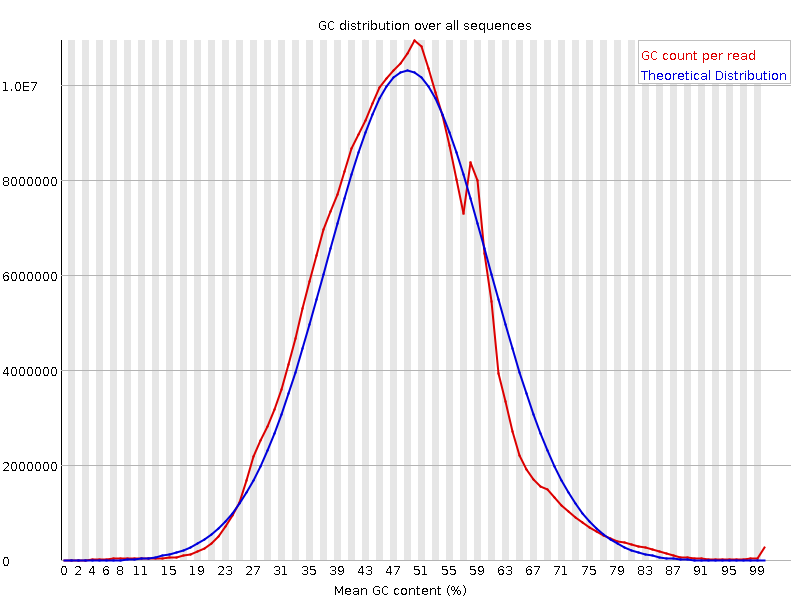 GC distribution over all sequences
GC count per read
Theoretical Distribution
1.0E7
8000000
6000000
4000000
2000000
0
0 2 4 6 8 11 15 19 23 27 31 35 39 43 47 51 55 59 63 67 71 75 79 83 87 91 95 99
Mean GC content (%)